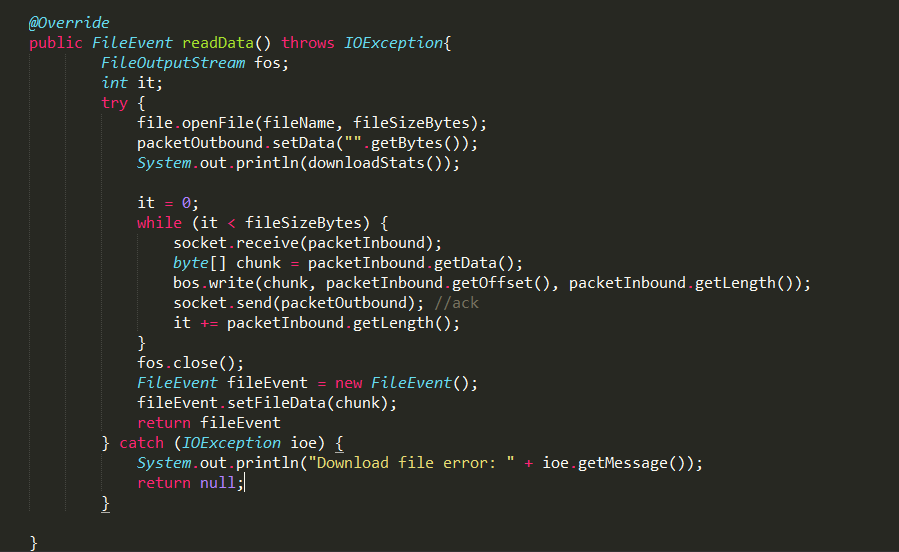 @Override
public FileEvent readData() throws IOException{
        FileOutputStream fos;
        int it;
        try {
            file.openFile(fileName, fileSizeBytes);
            packetOutbound.setData("".getBytes());
            System.out.println(downloadStats());

            it = 0;
            while (it < fileSizeBytes) {
                socket.receive(packetInbound);
                byte[] chunk = packetInbound.getData();
                bos.write(chunk, packetInbound.getOffset(), packetInbound.getLength());
                socket.send(packetOutbound); //ack
                it += packetInbound.getLength();
            }
            fos.close();
            FileEvent fileEvent = new FileEvent();
            fileEvent.setFileData(chunk);
            return fileEvent
        } catch (IOException ioe) {
            System.out.println("Download file error: " + ioe.getMessage());
            return null;
        }

}